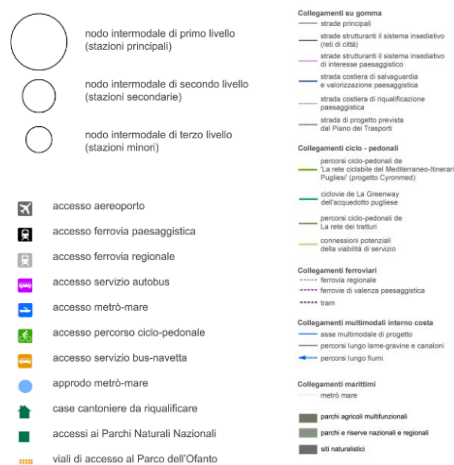 nodo intermodale di primo livello
(stazioni principali)
nodo intermodale di secondo livello
(stazioni secondarie)
nodo intermodale di terzo livello
(stazioni minori)
accesso aereoporto
accesso ferrovia paesaggistica
accesso ferrovia regionale
accesso servizio autobus
accesso metrò-mare
accesso percorso ciclo-pedonale
accesso servizio bus-navetta
approdo metrò-mare
case cantoniere da riqualificare
accessi ai Parchi Naturali Nazionali
viali di accesso al Parco dell'Ofanto
Collegamenti su gomma
strade principali
strade strutturanti il sistema insediativo
(reti di città)
strade strutturanti il sistema insediativo
di interesse paesaggistico
strada costiera di salvaguardia
e valorizzazione paesaggistica
strada costiera di riqualificazione
paesaggistica
strada di progetto prevista
dal Piano dei Trasporti
Collegamenti ciclo - pedonali
percorsi ciclo-pedonali de
'La rete ciclabile del Mediterraneo-Itinerari
Pugliesi' (progetto Cyronmed)
ciclovie de La Greenway
dell'acquedotto pugliese
percorsi ciclo-pedonali de
La rete dei tratturi
connessioni potenziali
della viabilità di servizio
Collegamenti ferroviari
ferrovia regionale
ferrovie di valenza paesaggistica
tram
Collegamenti multimodali interno costa
asse multimodale di progetto
percorsi lungo lame-gravine e canaloni
percorsi lungo fiumi
Collegamenti marittimi
metrò mare
parchi agricoli multifunzionali
parchi e riserve nazionali e regionali
siti naturalistici